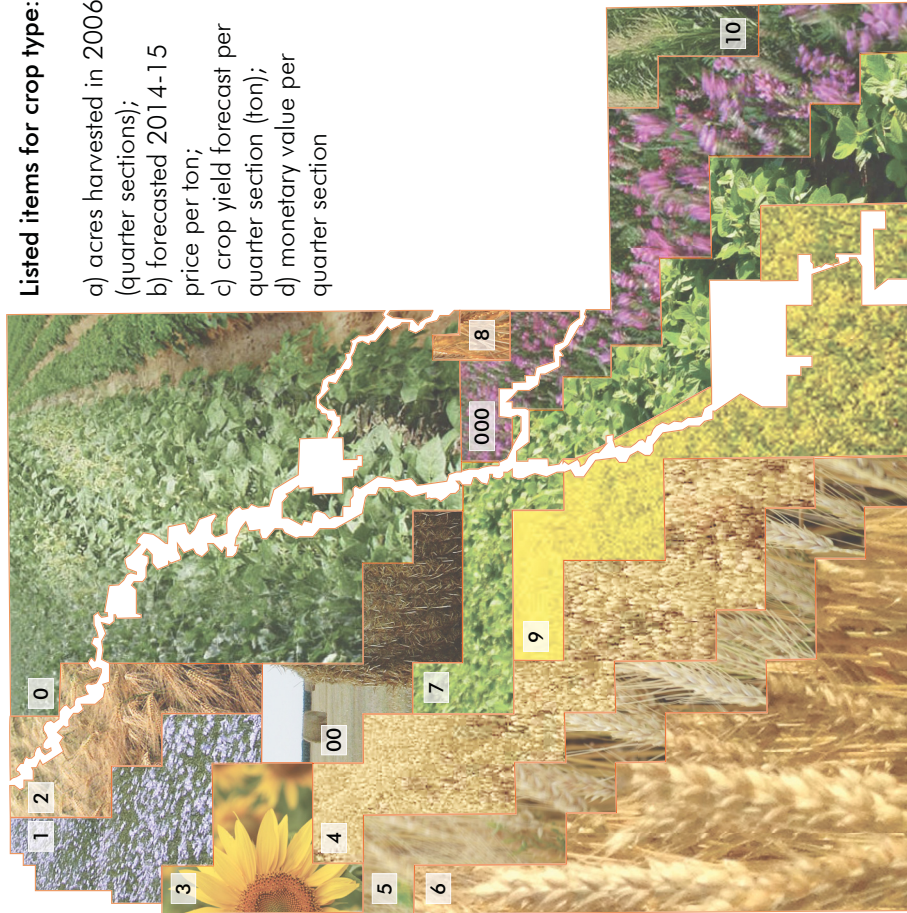 Listed items for crop type:
a) acres harvested in 2006
(quarter sections);
b) forecasted 2014-15
price per ton;
c) crop yield forecast per
quarter section (ton);
d) monetary value per
quarter section
1
2
0
3
00
4
5
6
7
000
8
9
10